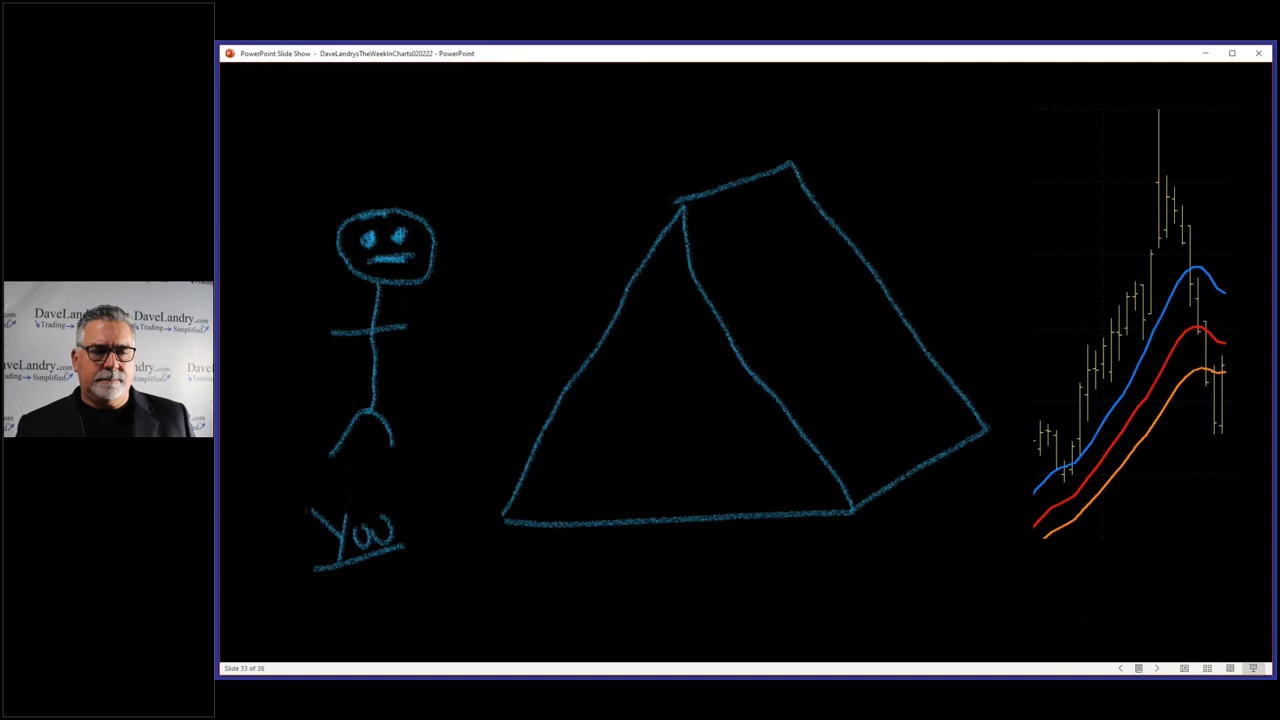 PowerPoint Slide Show - DaveLandrysTheWeekInCharts020222 - PowerPoint
You
DaveLandry.com
Trading Simplified
DaveLandry.com
Trading Simplified
Slide 33 of 38